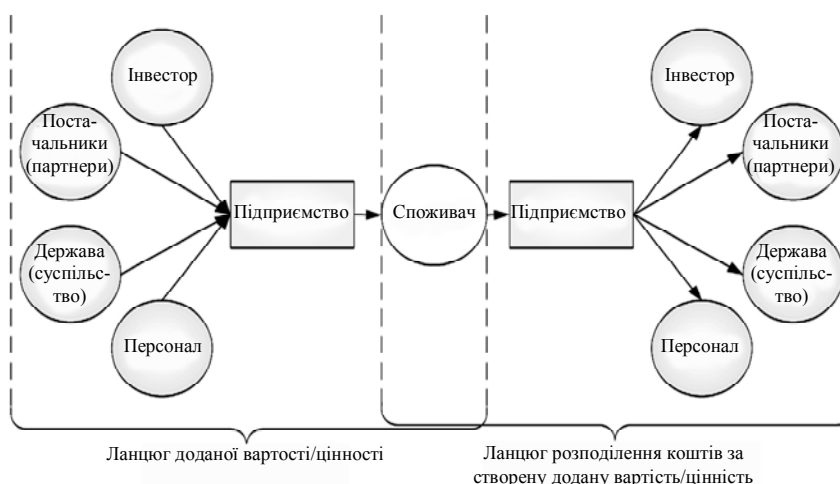 Інвестор
Поста-
чальники
(партнери)
Держава
(суспільс-
тво)
Персонал
Підприємство
Споживач
Підприємство
Інвестор
Поста-
чальники
(партнери)
Держава
(суспільс-
тво)
Персонал
Ланцюг доданої вартості/цінності
Ланцюг розподілення коштів за
створену додану вартість/цінність